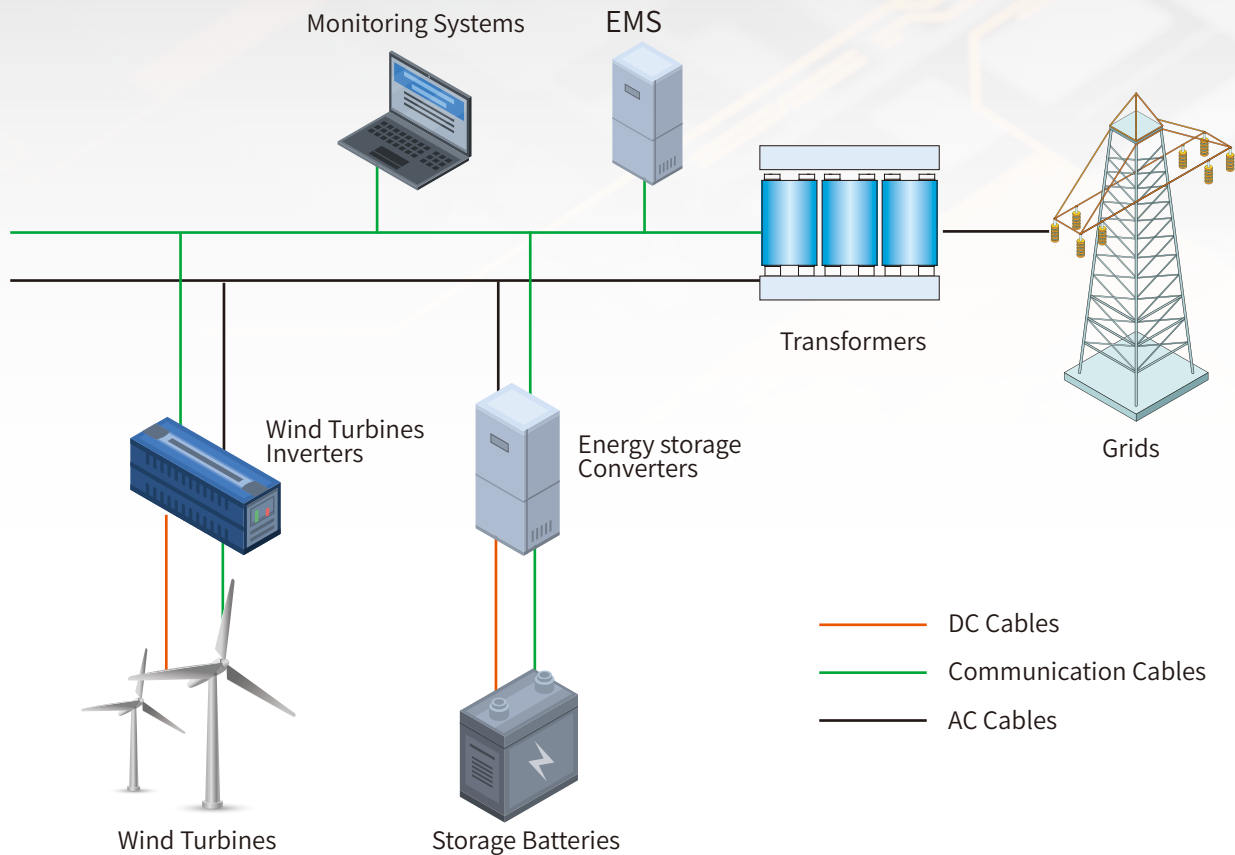 Monitoring Systems
EMS
Transformers
Grids
Wind Turbines
Inverters
Energy storage
Converters
DC Cables
Communication Cables
AC Cables
Wind Turbines
Storage Batteries